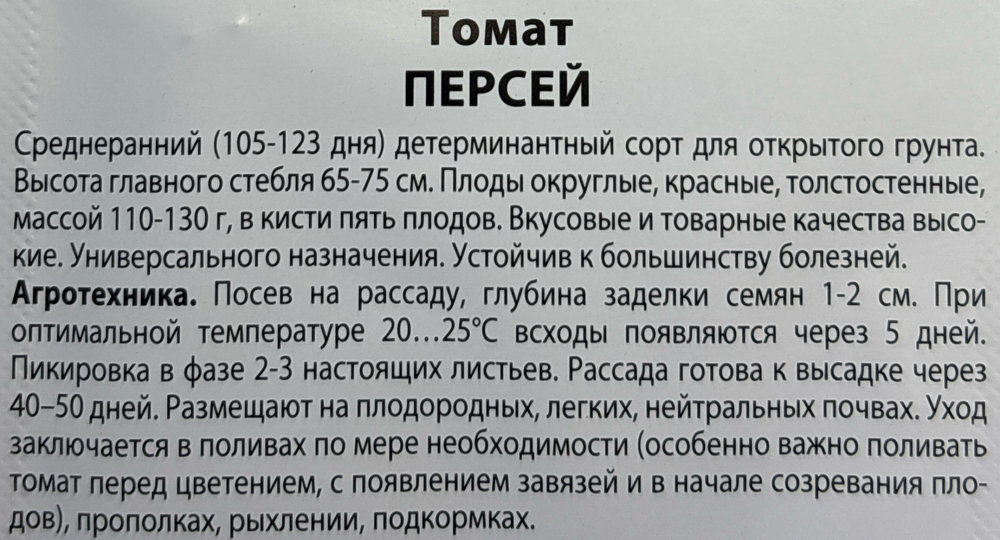 Томат
ПЕРСЕЙ
Среднеранний (105-123 дня) детерминантный сорт для открытого грунта.
Высота главного стебля 65-75 см. Плоды округлые, красные, толстостенные,
массой 110-130 г, в кисти пять плодов. Вкусовые и товарные качества высо-
кие. Универсального назначения. Устойчив к большинству болезней.
Агротехника. Посев на рассаду, глубина заделки семян 1-2 см. При
оптимальной температуре 20...25°С всходы появляются через 5 дней.
Пикировка в фазе 2-3 настоящих листьев. Рассада готова к высадке через
40–50 дней. Размещают на плодородных, легких, нейтральных почвах. Уход
заключается в поливах по мере необходимости (особенно важно поливать
томат перед цветением, с появлением завязей и в начале созревания пло-
дов), прополках, рыхлении, подкормках.